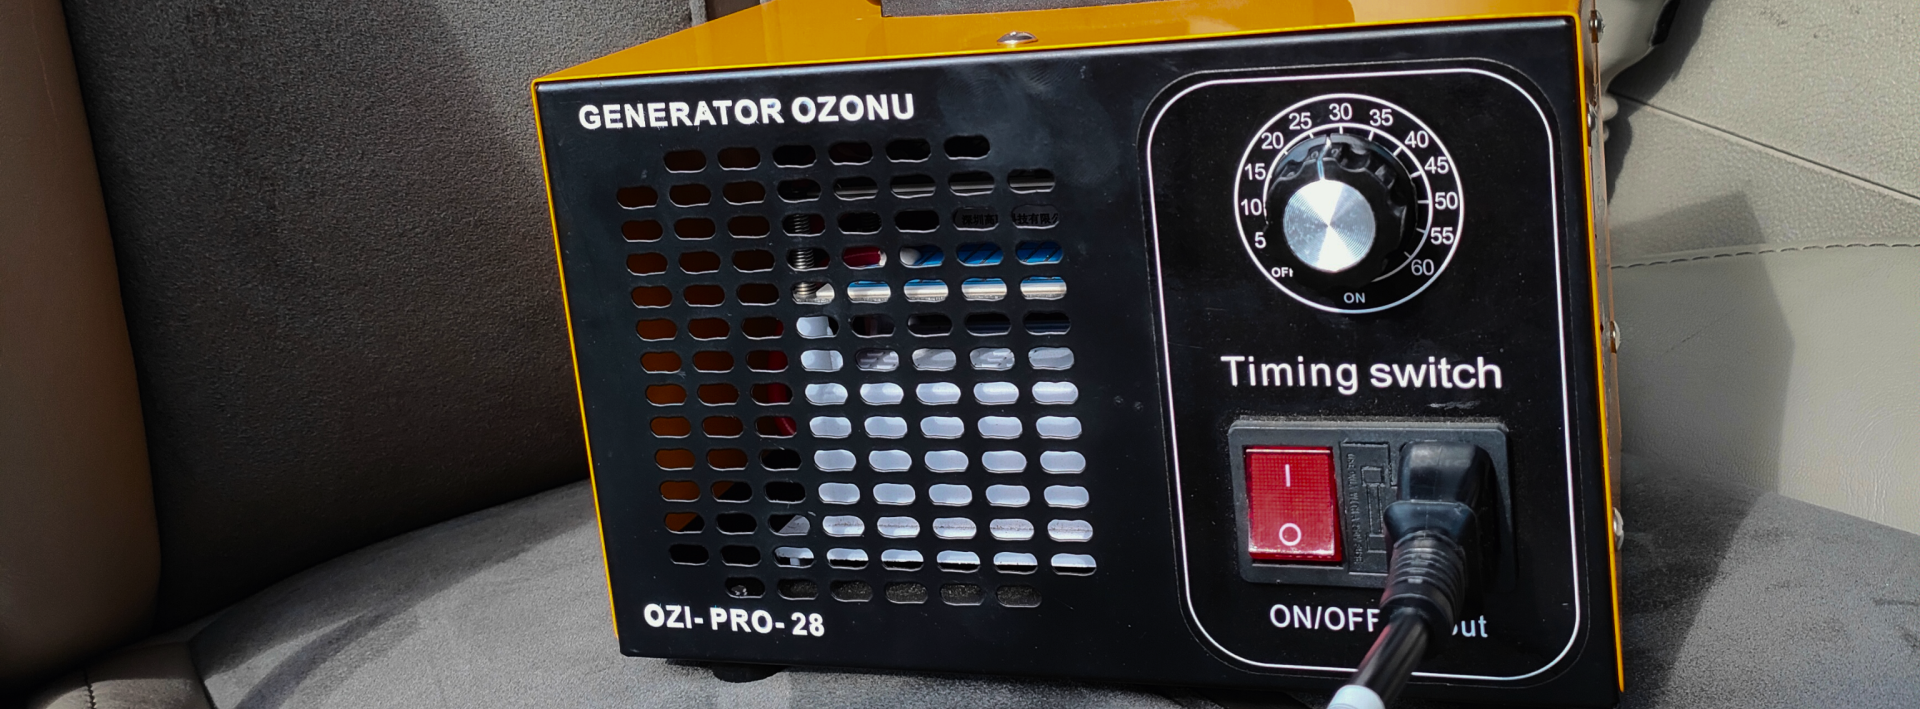 GENERATOR OZONU
30
25 35
20 40
15 45
10 50
5 55
OFF 60
ON
Timing switch
I
O
ON/OFF
OZI-PRO-28